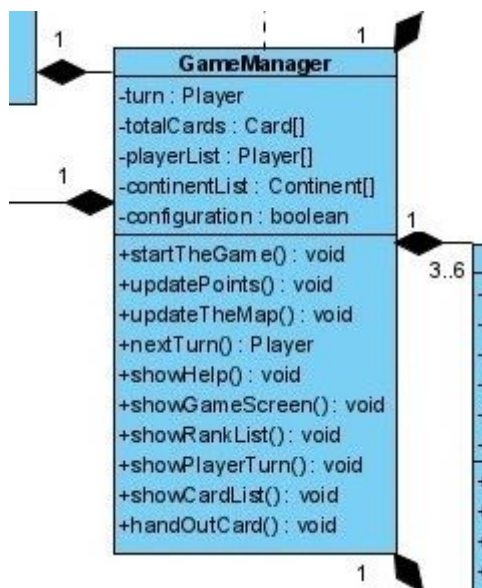 1
1
GameManager
-turn : Player
-totalCards : Card[]
-playerList : Player[]
1
-continentList : Continent[]
-configuration : boolean
1
+startTheGame() : void
3..6
+updatePoints() : void
+updateTheMap() : void
+nextTurn() : Player
+showHelp() : void
+showGameScreen() : void
+showRankList() : void
+showPlayerTurn() : void
+showCardList() : void
+handOutCard() : void
1